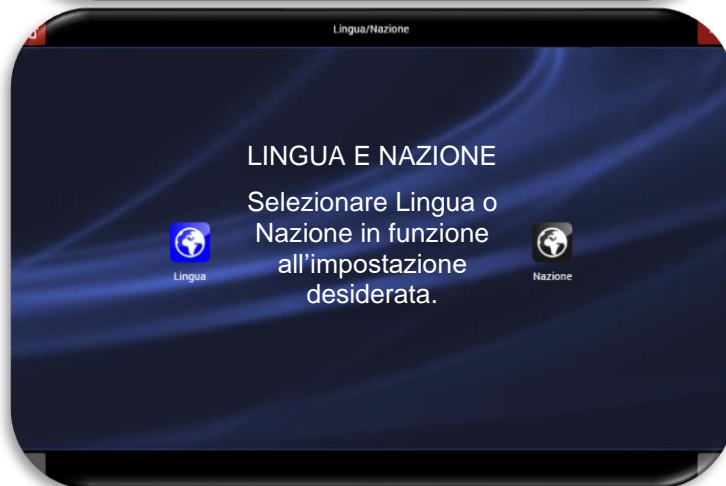 Lingua/Nazione
LINGUA E NAZIONE
Selezionare Lingua o
Nazione in funzione
all'impostazione
desiderata.
Lingua
Nazione